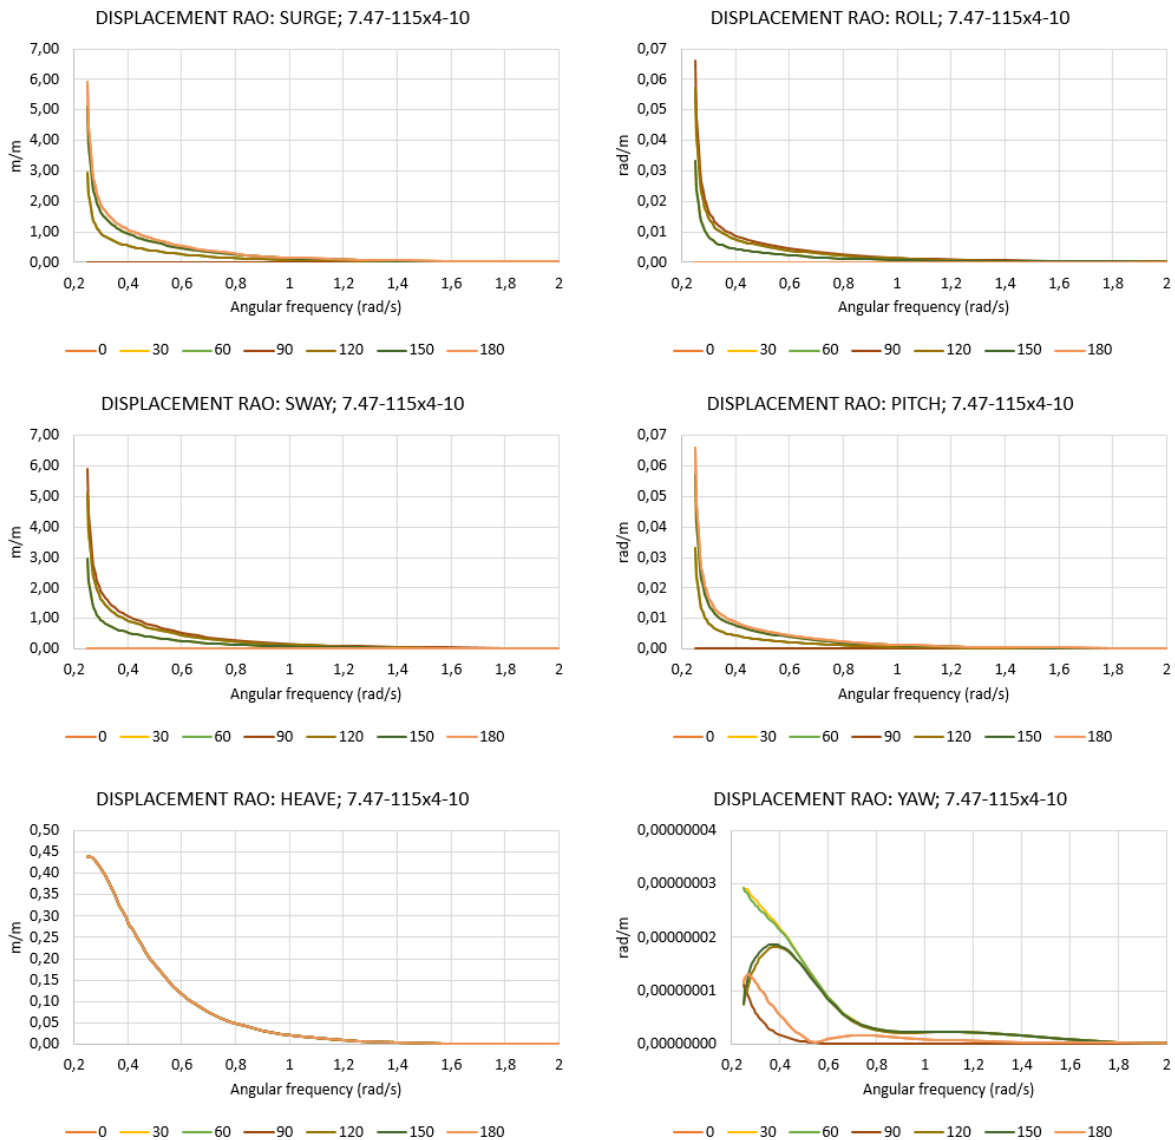 DISPLACEMENT RAO: SURGE; 7.47-115x4-10
7,00
6,00
5,00
4,00
3,00
2,00
1,00
0,00
m/m
0,2 0,4 0,6 0,8 1 1,2 1,4 1,6 1,8 2
Angular frequency (rad/s)
0 30 60 90 120 150 180
DISPLACEMENT RAO: ROLL; 7.47-115x4-10
0,07
0,06
0,05
0,04
0,03
0,02
0,01
0,00
rad/m
0,2 0,4 0,6 0,8 1 1,2 1,4 1,6 1,8 2
Angular frequency (rad/s)
0 30 60 90 120 150 180
DISPLACEMENT RAO: SWAY; 7.47-115x4-10
7,00
6,00
5,00
4,00
3,00
2,00
1,00
0,00
m/m
0,2 0,4 0,6 0,8 1 1,2 1,4 1,6 1,8 2
Angular frequency (rad/s)
0 30 60 90 120 150 180
DISPLACEMENT RAO: PITCH; 7.47-115x4-10
0,07
0,06
0,05
0,04
0,03
0,02
0,01
0,00
rad/m
0,2 0,4 0,6 0,8 1 1,2 1,4 1,6 1,8 2
Angular frequency (rad/s)
0 30 60 90 120 150 180
DISPLACEMENT RAO: HEAVE; 7.47-115x4-10
0,50
0,45
0,40
0,35
0,30
0,25
0,20
0,15
0,10
0,05
0,00
m/m
0,2 0,4 0,6 0,8 1 1,2 1,4 1,6 1,8 2
Angular frequency (rad/s)
0 30 60 90 120 150 180
DISPLACEMENT RAO: YAW; 7.47-115x4-10
0,00000004
0,00000003
0,00000002
0,00000001
0,00000000
rad/m
0,2 0,4 0,6 0,8 1 1,2 1,4 1,6 1,8 2
Angular frequency (rad/s)
0 30 60 90 120 150 180